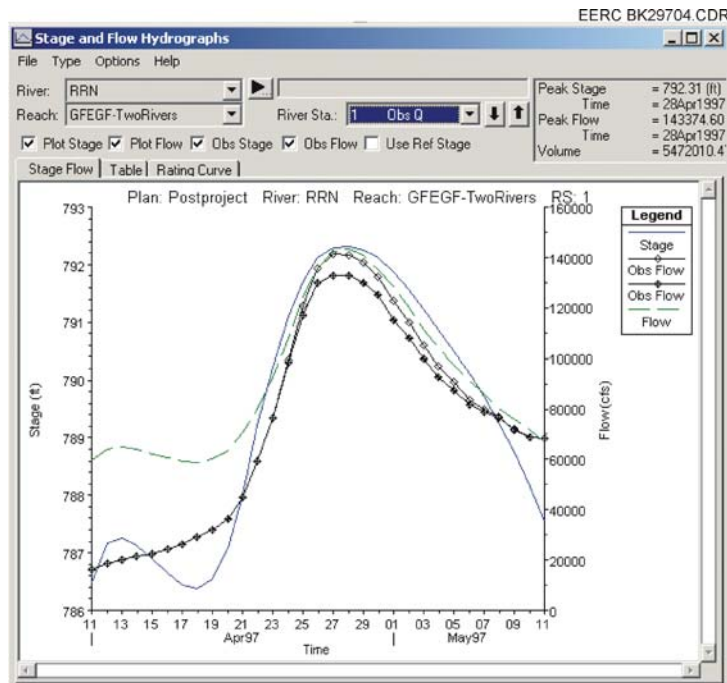 EERC BK29704.CDR
Stage and Flow Hydrographs
File Type Options Help
River: RRN
Reach: GFEGF-TwoRivers River Sta.: 1 Obs Q
Plot Stage Plot Flow Obs Stage Obs Flow Use Ref Stage
Peak Stage = 792.31 (ft)
Time = 28Apr1997
Peak Flow = 143374.60
Time = 28Apr1997
Volume = 5472010.4
Stage Flow Table Rating Curve
Plan: Postproject River: RRN Reach: GFEGF-TwoRivers RS: 1
Legend
Stage
Obs Flow
Obs Flow
Flow
Stage (ft)
793
792
791
790
789
788
787
786
160000
140000
120000
100000
80000
60000
40000
20000
0
Flow(cfs)
11 13 15 17 19 21 23 25 27 29 01 03 05 07 09 11
Apr97 May97
Time